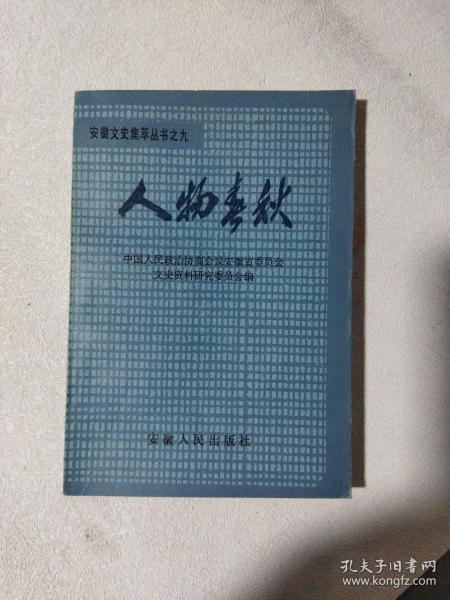 安徽文史集萃丛书之九
人物春秋
中国人民政治协商会议安徽省委员会
文史资料研究委员会编
安徽人民出版社
孔夫子旧书网
www.kongfz.com